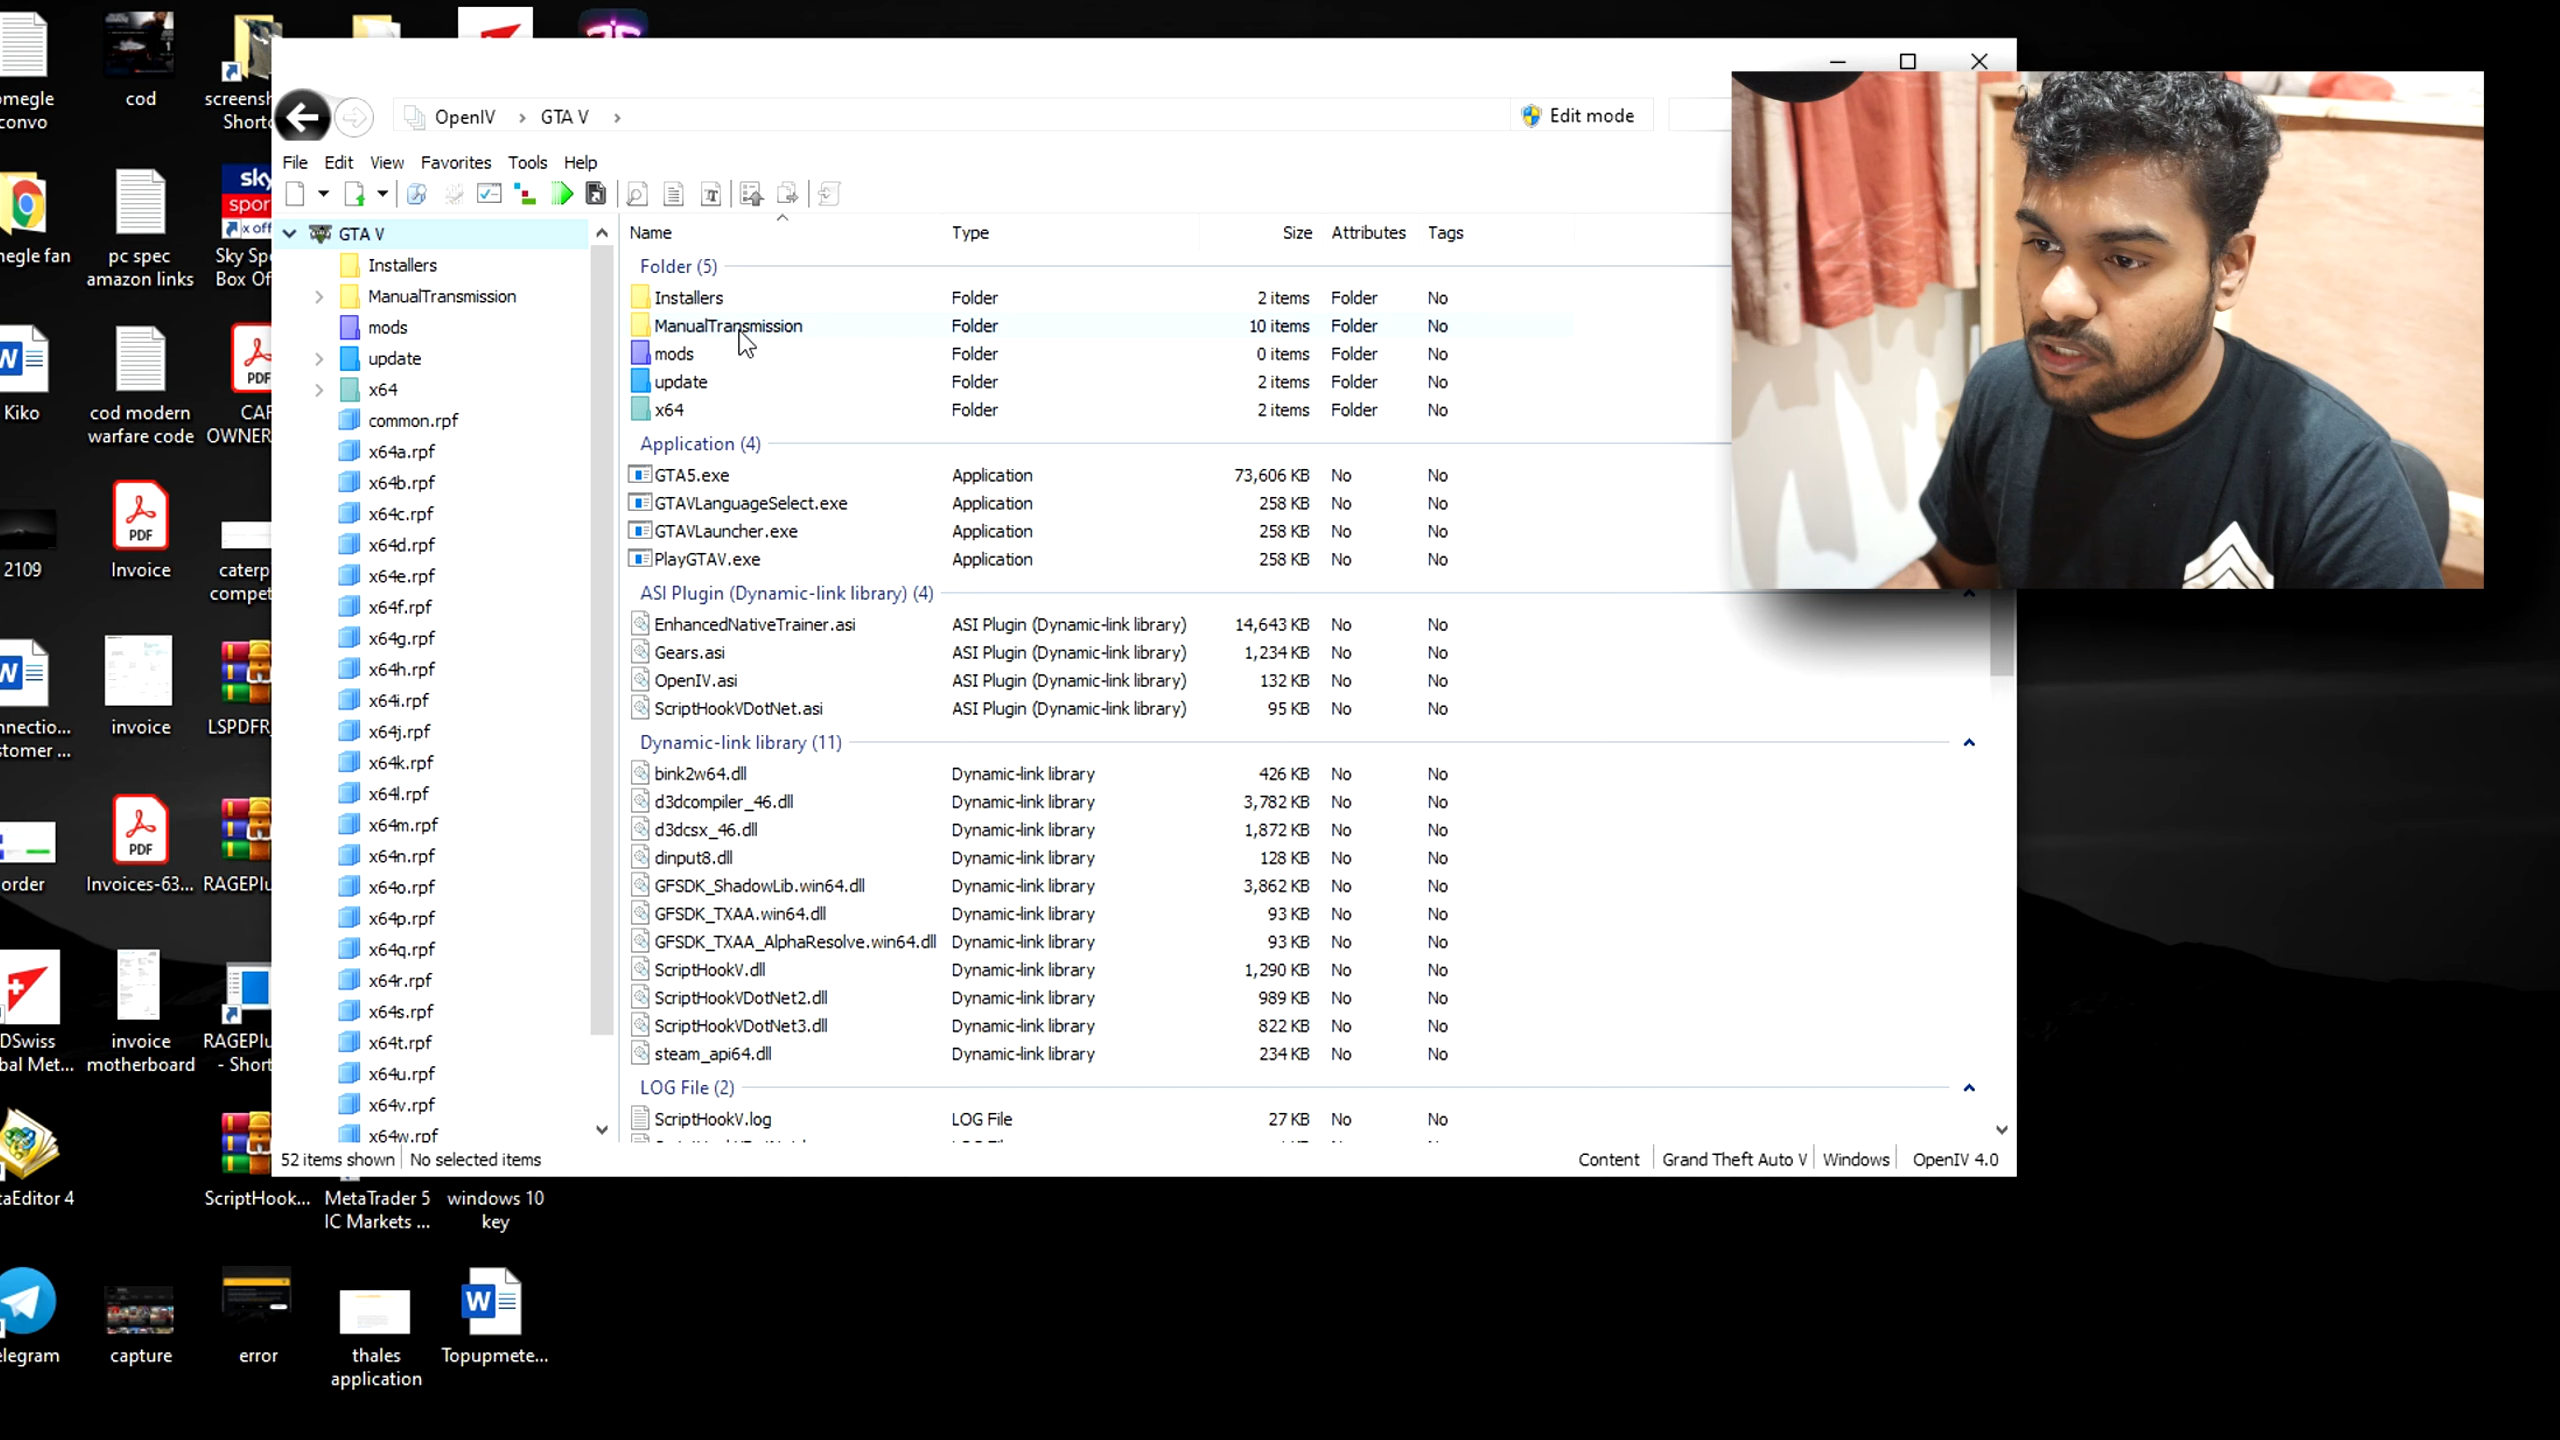 omegle
convo
cod
screensh
Shortc
negle fan
pc spec
amazon links
sky
spor
x off
Sky Spo
Box Of
Kiko
cod modern
warfare code
PDF
CAF
OWNER
2109
PDF
Invoice
caterp
compet
nnectio...
stomer ...
invoice
LSPDFR
order
PDF
Invoices-63...
RAGEPlu
DSwiss
bal Met...
invoice
motherboard
RAGEPlu
- Short
taEditor 4
ScriptHook...
MetaTrader 5
IC Markets ...
windows 10
key
elegram
capture
error
thales
application
W
Topupmete...
OpenIV > GTA V >
Edit mode
File Edit View Favorites Tools Help
GTA V
Installers
ManualTransmission
mods
update
x64
common.rpf
x64a.rpf
x64b.rpf
x64c.rpf
x64d.rpf
x64e.rpf
x64f.rpf
x64g.rpf
x64h.rpf
x64i.rpf
x64j.rpf
x64k.rpf
x64l.rpf
x64m.rpf
x64n.rpf
x64o.rpf
x64p.rpf
x64q.rpf
x64r.rpf
x64s.rpf
x64t.rpf
x64u.rpf
x64v.rpf
x64w.rpf
Name Type Size Attributes Tags
Folder (5)
Installers Folder 2 items Folder No
ManualTransmission Folder 10 items Folder No
mods Folder 0 items Folder No
update Folder 2 items Folder No
x64 Folder 2 items Folder No
Application (4)
GTA5.exe Application 73,606 KB No No
GTAVLanguageSelect.exe Application 258 KB No No
GTAVLauncher.exe Application 258 KB No No
PlayGTAV.exe Application 258 KB No No
ASI Plugin (Dynamic-link library) (4)
EnhancedNativeTrainer.asi ASI Plugin (Dynamic-link library) 14,643 KB No No
Gears.asi ASI Plugin (Dynamic-link library) 1,234 KB No No
OpenIV.asi ASI Plugin (Dynamic-link library) 132 KB No No
ScriptHookVDotNet.asi ASI Plugin (Dynamic-link library) 95 KB No No
Dynamic-link library (11)
bink2w64.dll Dynamic-link library 426 KB No No
d3dcompiler_46.dll Dynamic-link library 3,782 KB No No
d3dcsx_46.dll Dynamic-link library 1,872 KB No No
dinput8.dll Dynamic-link library 128 KB No No
GFSDK_ShadowLib.win64.dll Dynamic-link library 3,862 KB No No
GFSDK_TXAA.win64.dll Dynamic-link library 93 KB No No
GFSDK_TXAA_AlphaResolve.win64.dll Dynamic-link library 93 KB No No
ScriptHookV.dll Dynamic-link library 1,290 KB No No
ScriptHookVDotNet2.dll Dynamic-link library 989 KB No No
ScriptHookVDotNet3.dll Dynamic-link library 822 KB No No
steam_api64.dll Dynamic-link library 234 KB No No
LOG File (2)
ScriptHookV.log LOG File 27 KB No No
52 items shown No selected items
Content Grand Theft Auto V Windows OpenIV 4.0